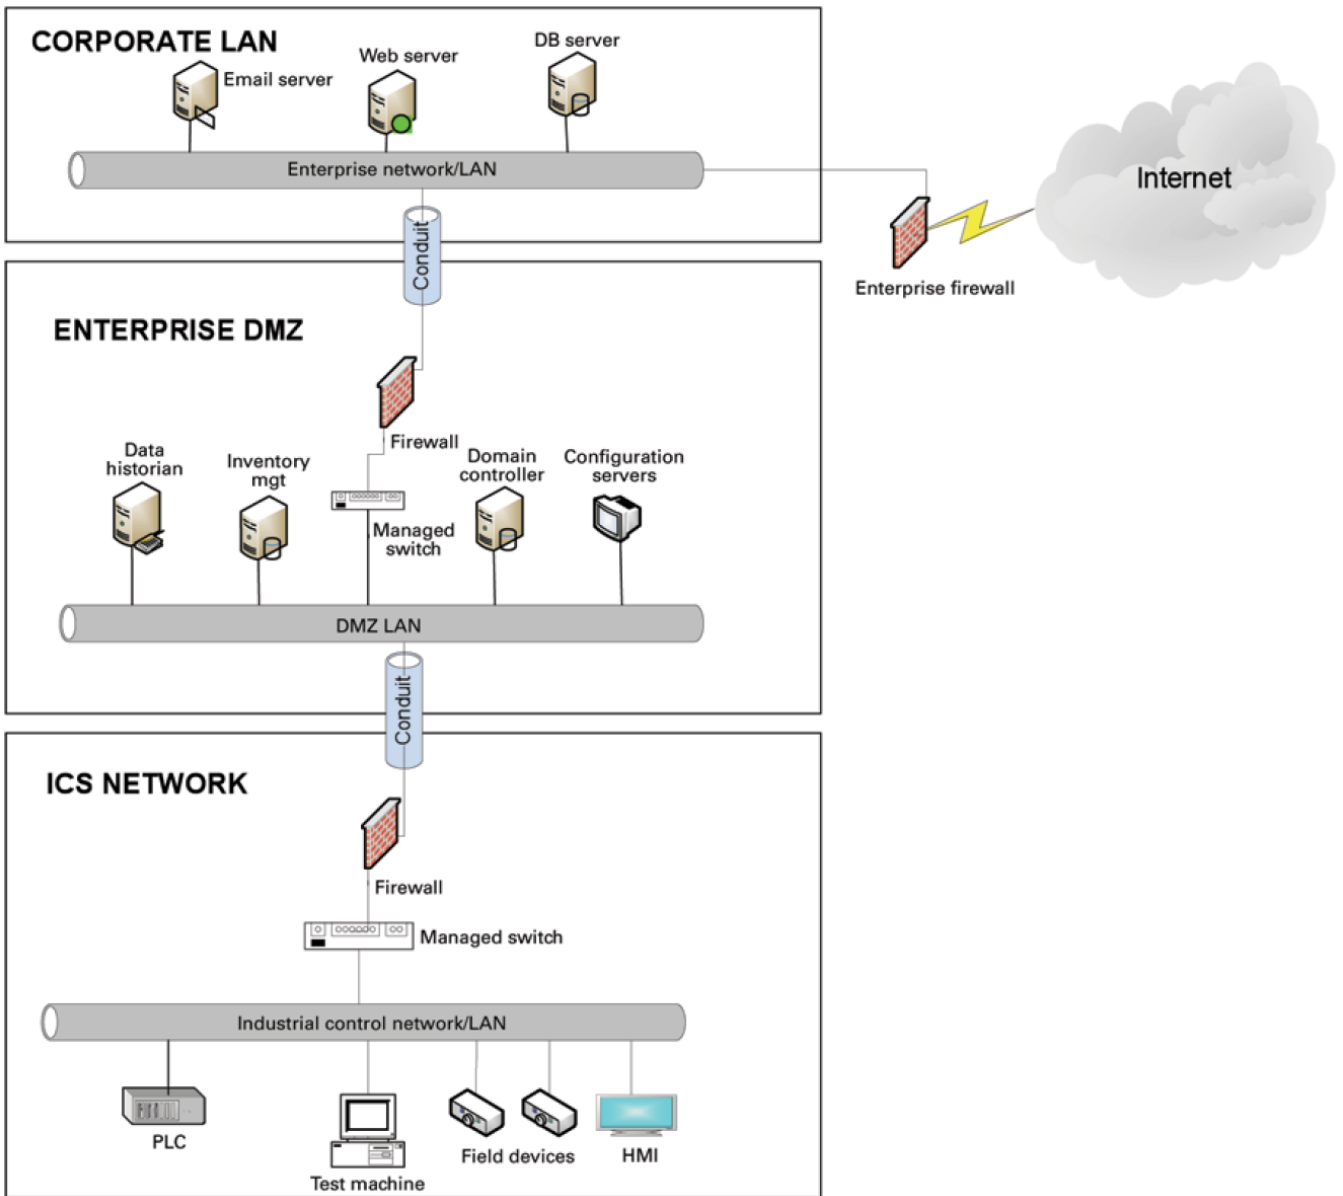 CORPORATE LAN
Email server
Web server
DB server
Enterprise network/LAN
Internet
Enterprise firewall
Conduit
ENTERPRISE DMZ
Firewall
Data
historian
Inventory
mgt
Managed
switch
Domain
controller
Configuration
servers
DMZ LAN
Conduit
ICS NETWORK
Firewall
Managed switch
Industrial control network/LAN
PLC
Test machine
Field devices
HMI